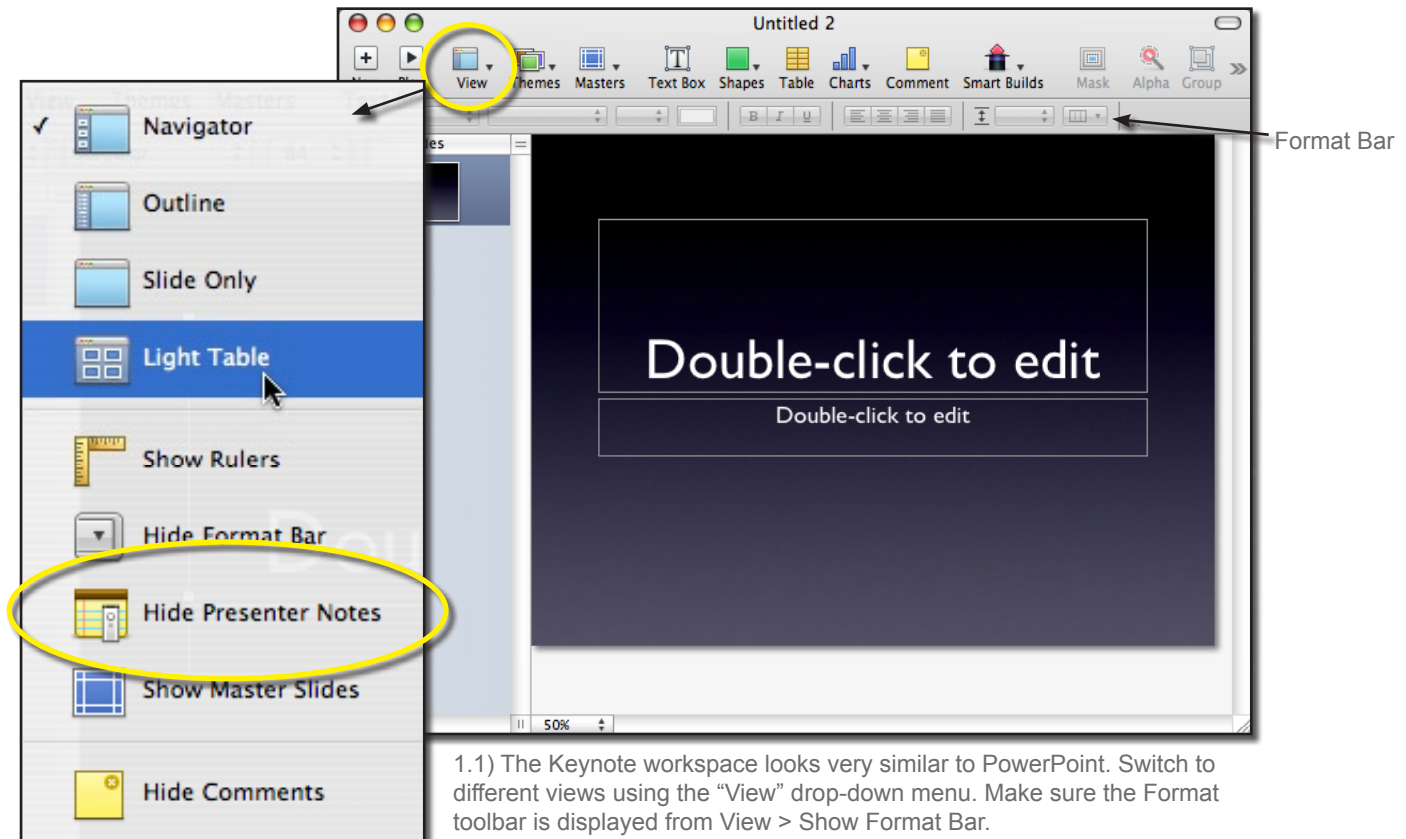 Untitled 2
View Themes Masters Text Box Shapes Table Charts Comment Smart Builds Mask Alpha Group
Format Bar
Navigator
Outline
Slide Only
Light Table
Show Rulers
Hide Format Bar
Hide Presenter Notes
Show Master Slides
Hide Comments
B I U
Double-click to edit
Double-click to edit
50%
1.1) The Keynote workspace looks very similar to PowerPoint. Switch to
different views using the “View” drop-down menu. Make sure the Format
toolbar is displayed from View > Show Format Bar.